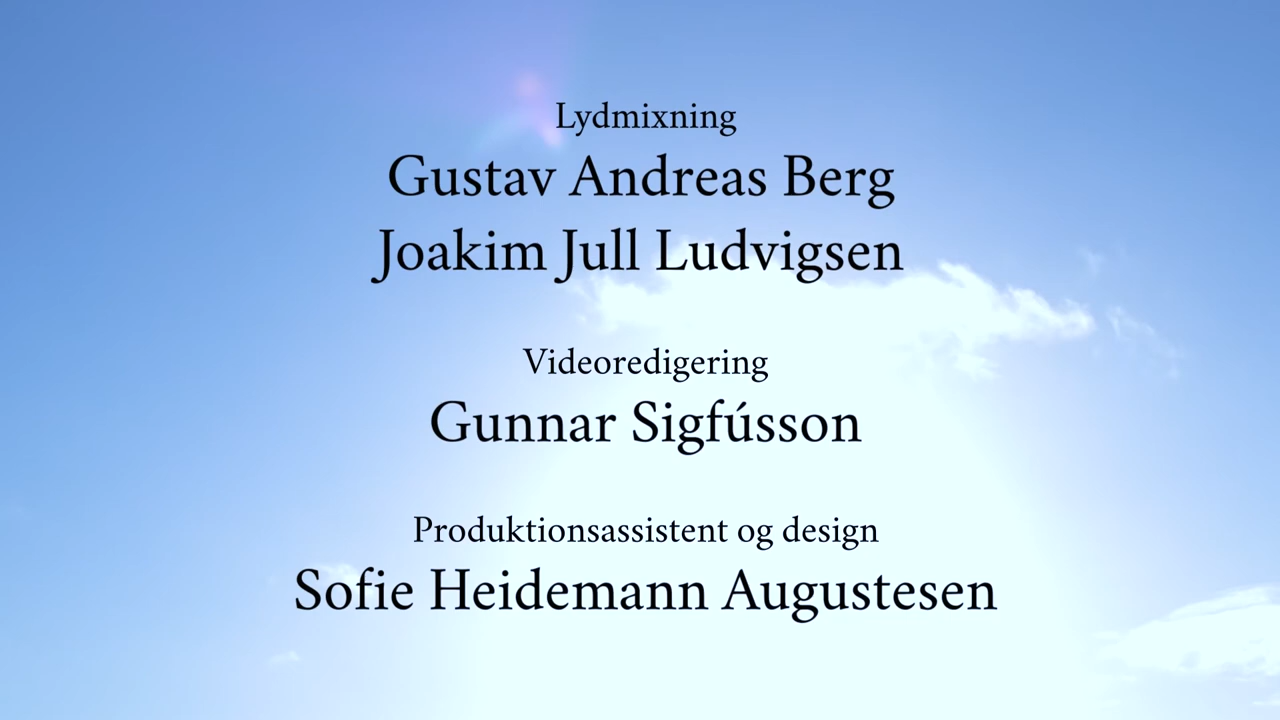 Lydmixning
Gustav Andreas Berg
Joakim Jull Ludvigsen
Videoredigering
Gunnar Sigfússon
Produktionsassistent og design
Sofie Heidemann Augustesen